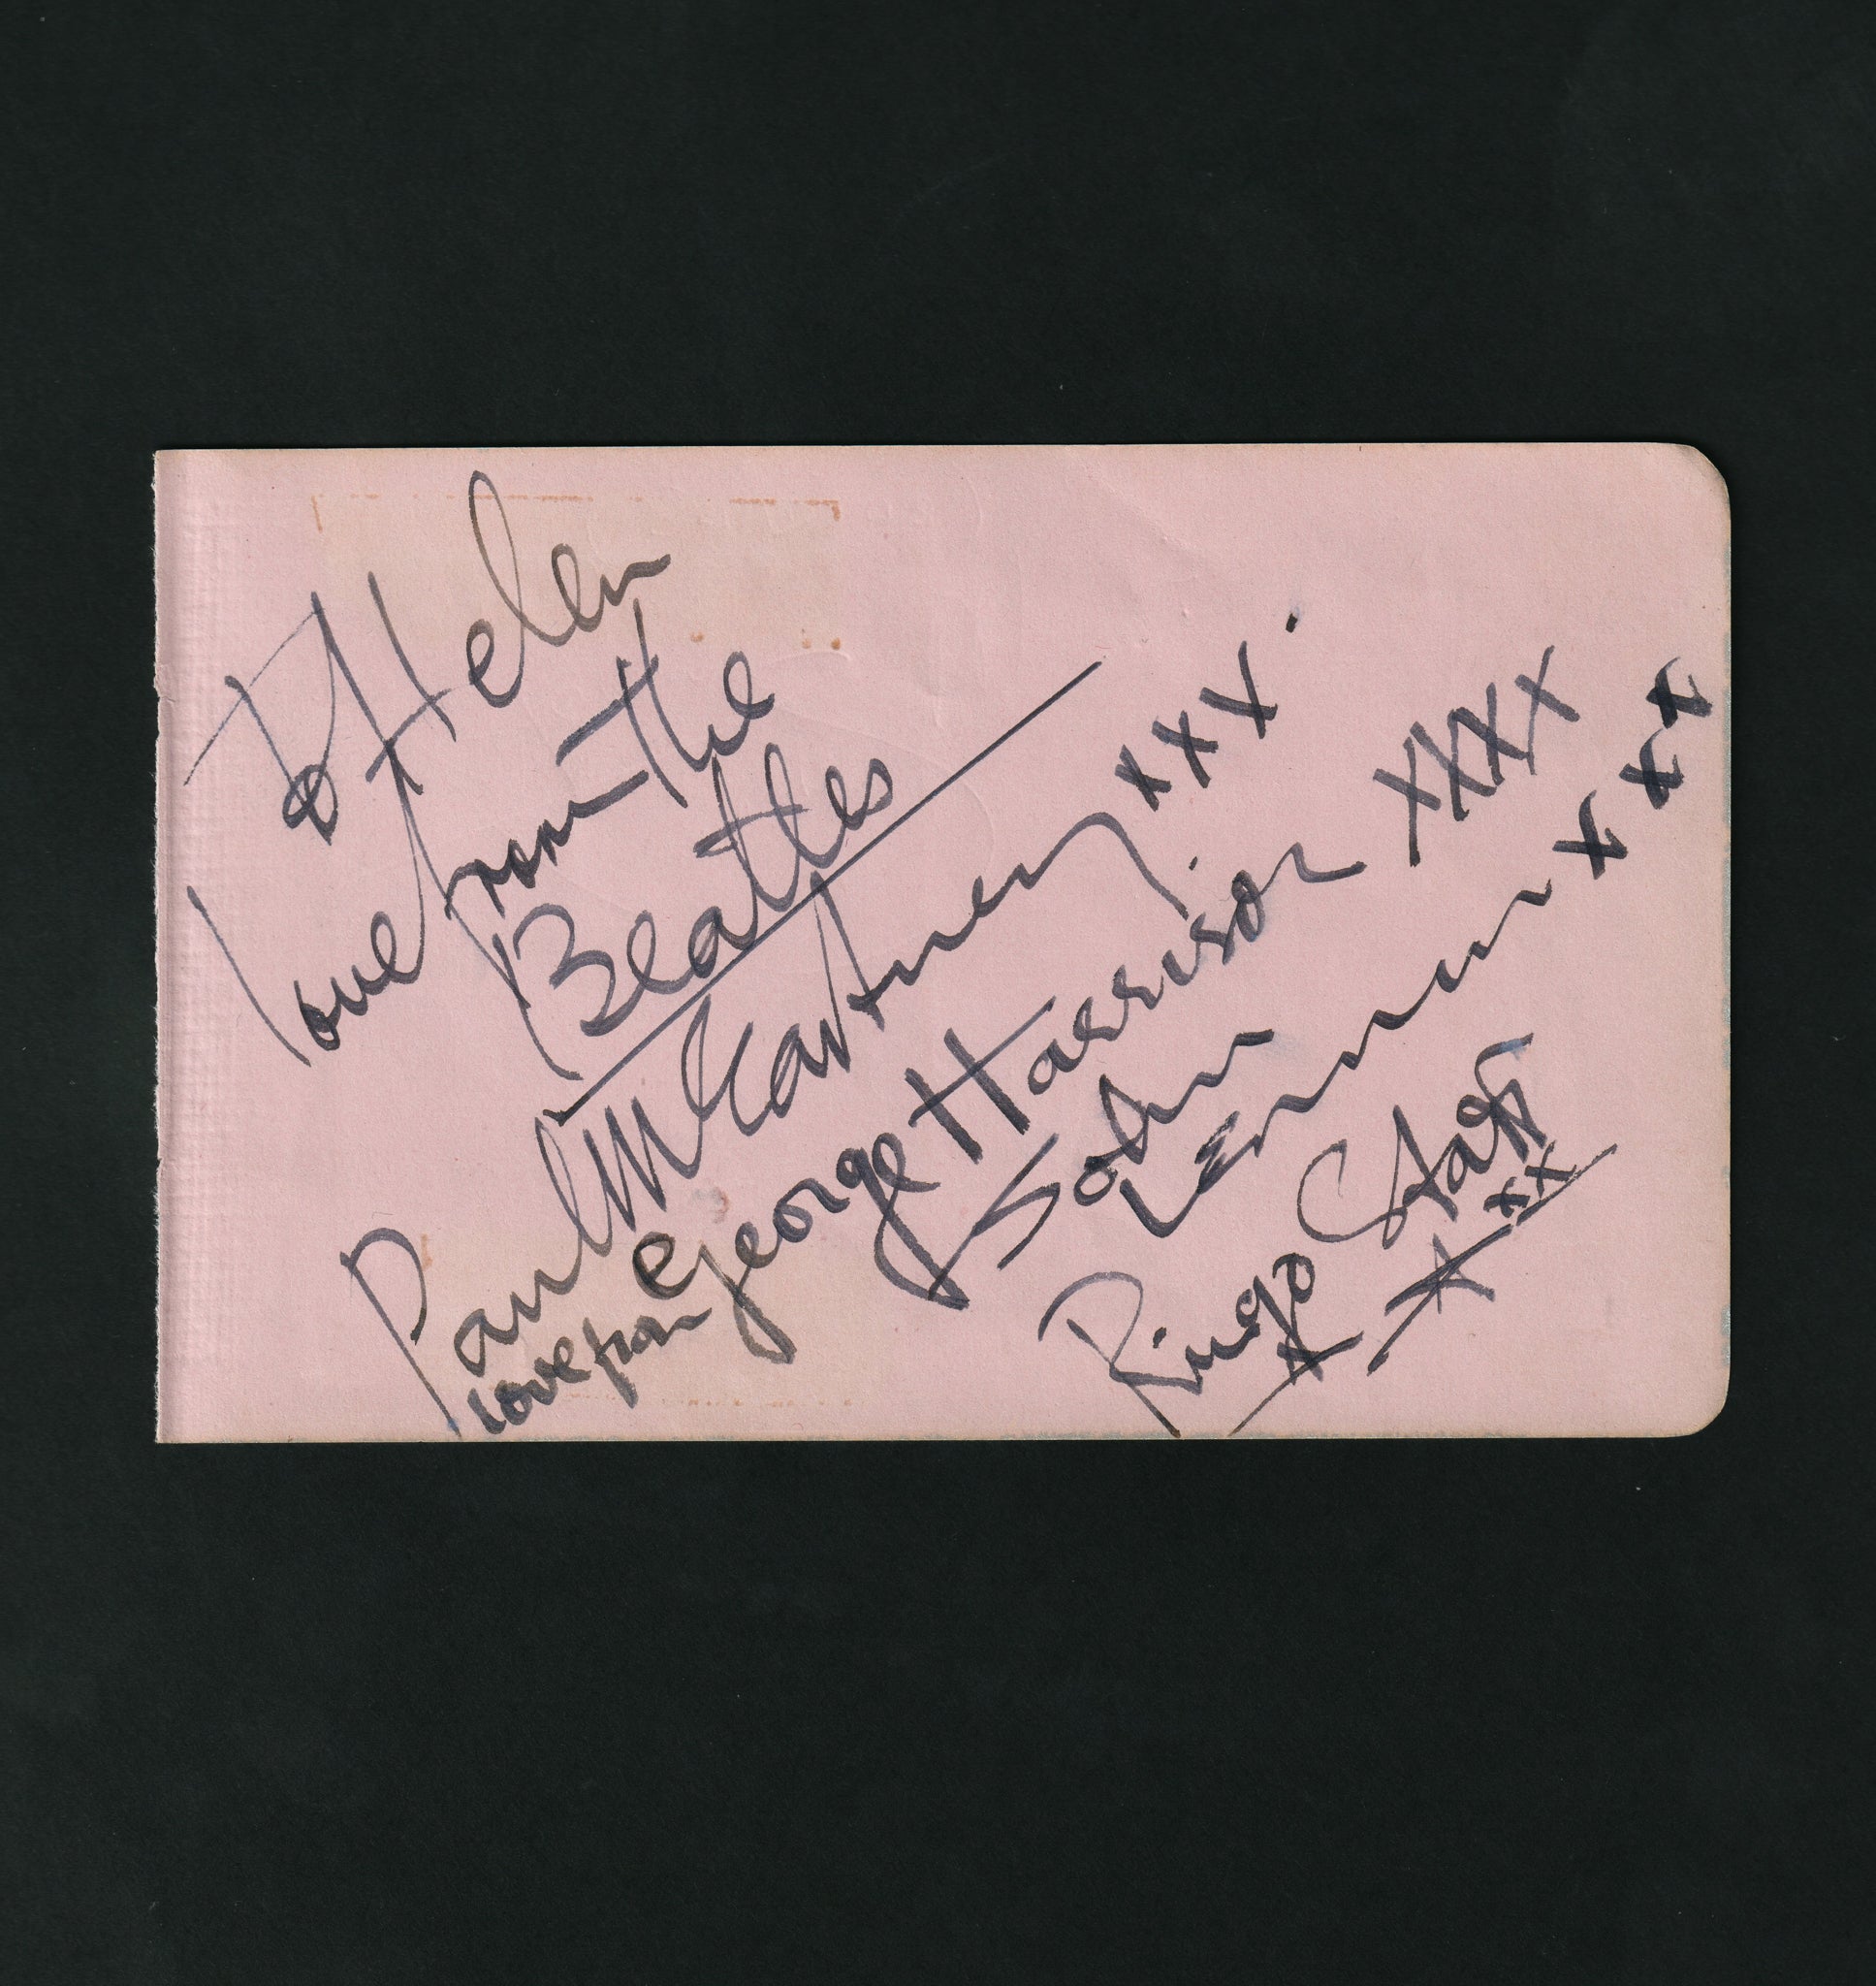 To Helen
love from The
Beatles
Paul McCartney xxx
love from George Harrison xxxx
John
Lennon xxx
Ringo Starr
xxxx